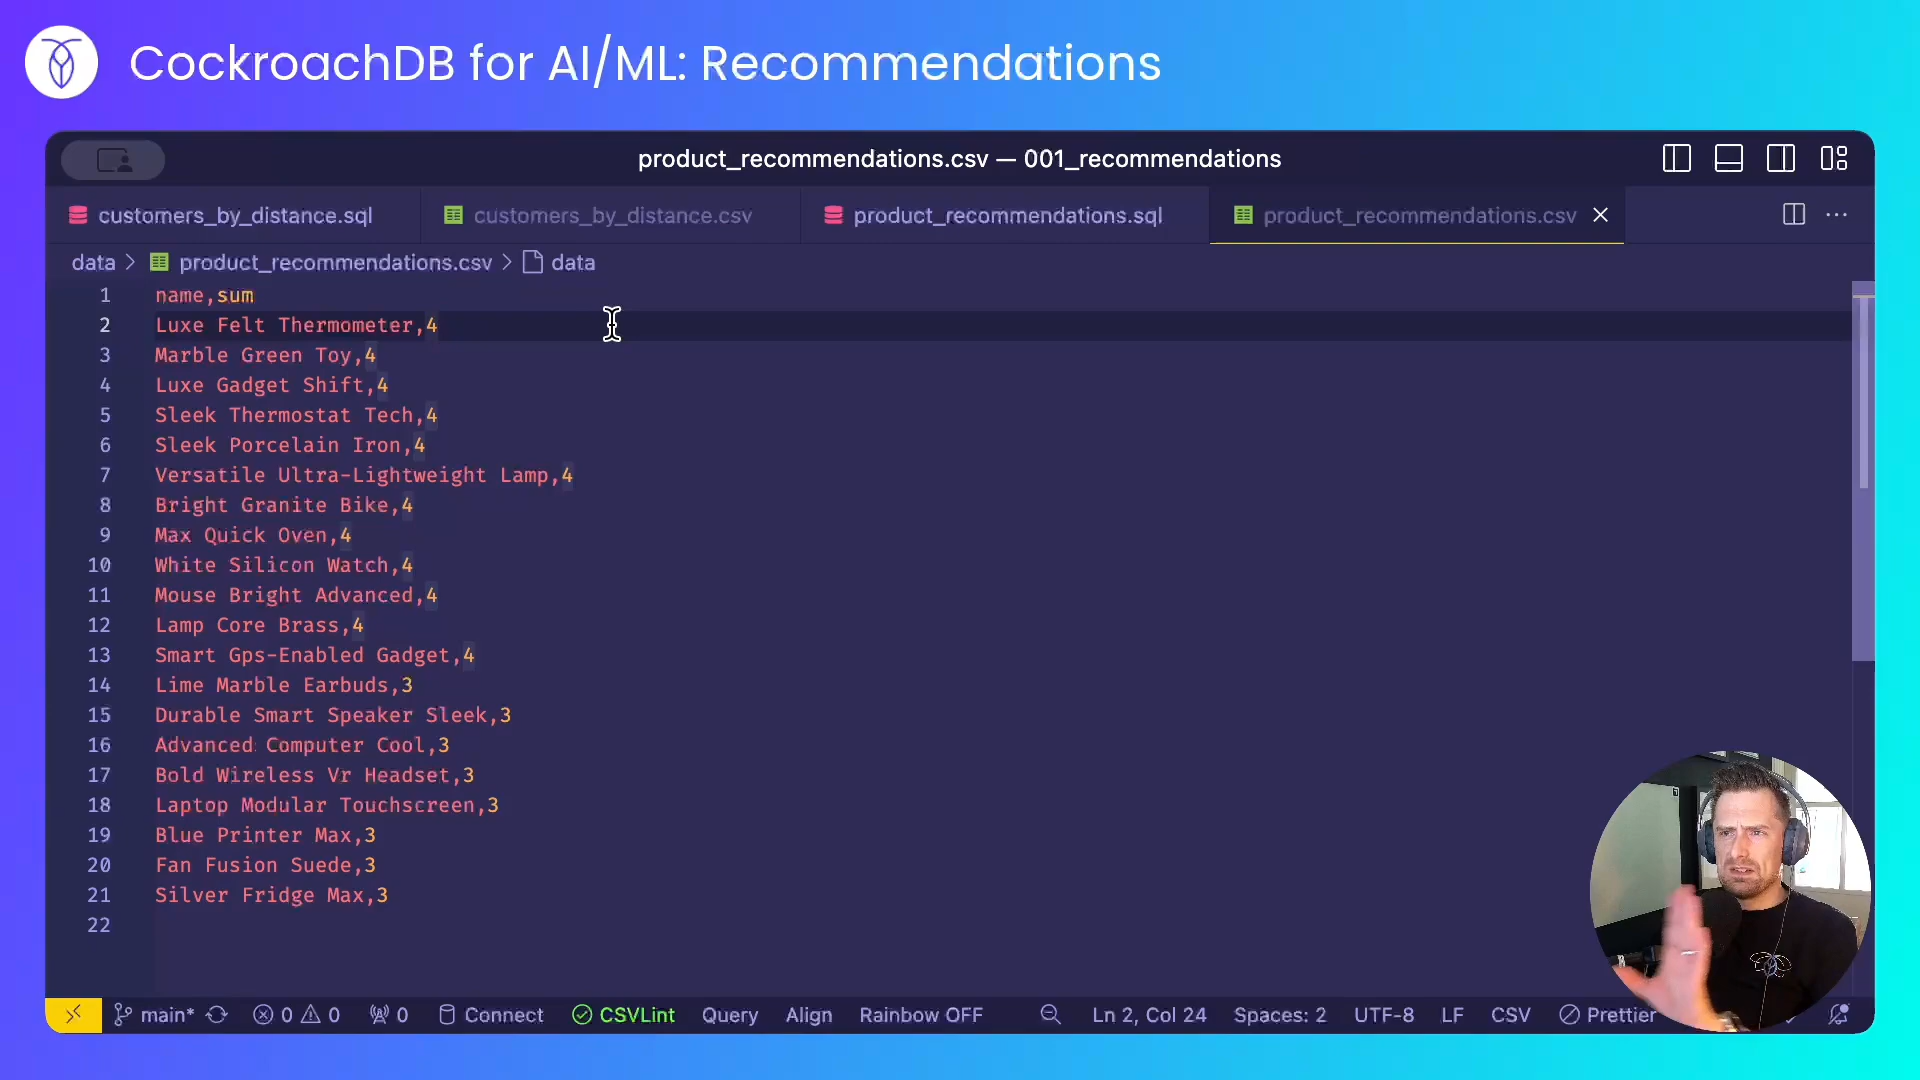 CockroachDB for AI/ML: Recommendations
product_recommendations.csv — 001_recommendations
customers_by_distance.sql customers_by_distance.csv product_recommendations.sql product_recommendations.csv
data > product_recommendations.csv > data
1 name,sum
2 Luxe Felt Thermometer,4
3 Marble Green Toy,4
4 Luxe Gadget Shift,4
5 Sleek Thermostat Tech,4
6 Sleek Porcelain Iron,4
7 Versatile Ultra-Lightweight Lamp,4
8 Bright Granite Bike,4
9 Max Quick Oven,4
10 White Silicon Watch,4
11 Mouse Bright Advanced,4
12 Lamp Core Brass,4
13 Smart Gps-Enabled Gadget,4
14 Lime Marble Earbuds,3
15 Durable Smart Speaker Sleek,3
16 Advanced Computer Cool,3
17 Bold Wireless Vr Headset,3
18 Laptop Modular Touchscreen,3
19 Blue Printer Max,3
20 Fan Fusion Suede,3
21 Silver Fridge Max,3
22
main* 0 0 0 Connect CSVLint Query Align Rainbow OFF Ln 2, Col 24 Spaces: 2 UTF-8 LF CSV Prettier